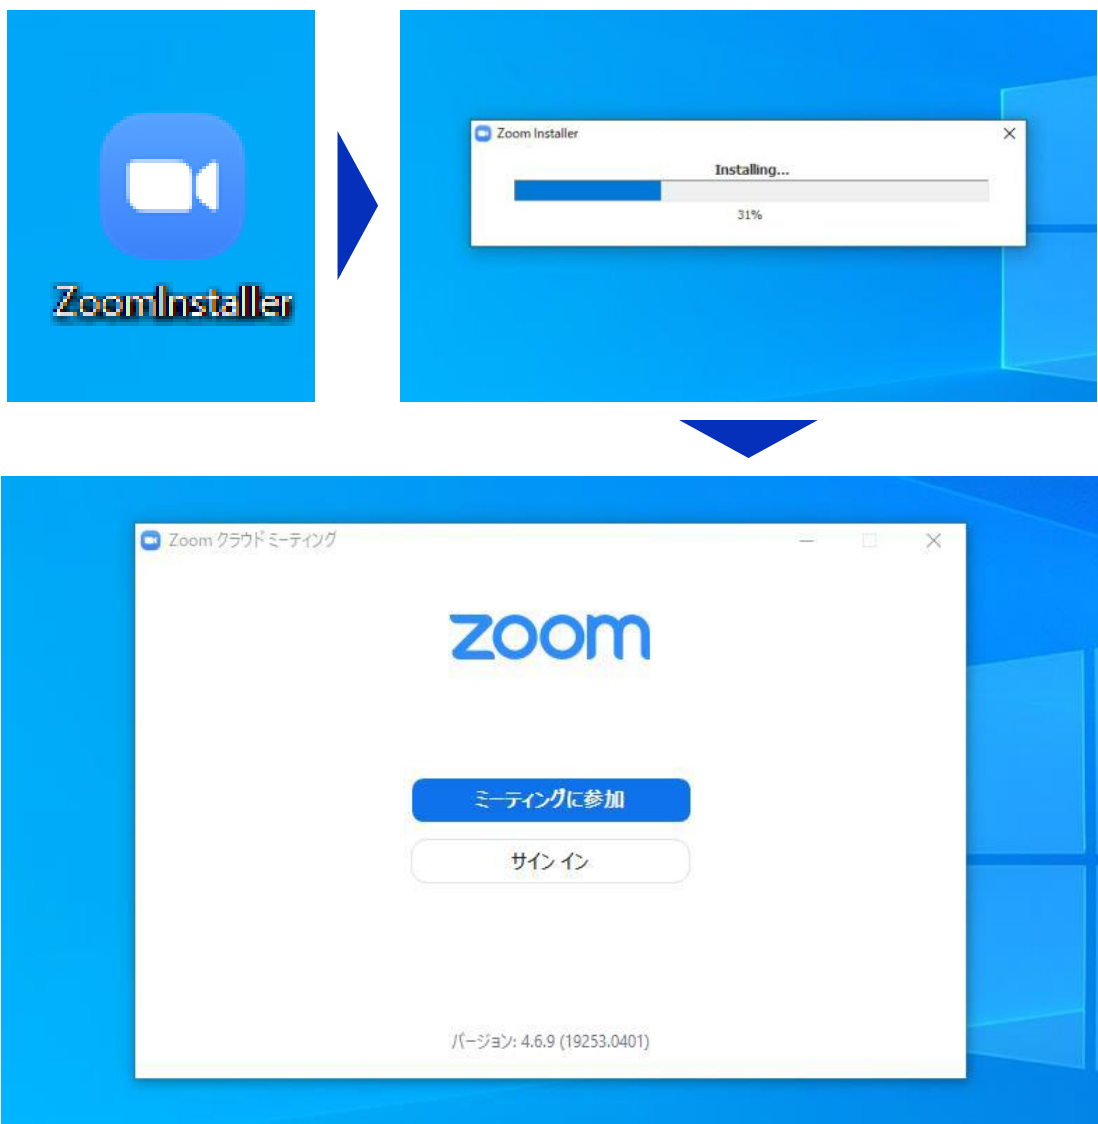 ZoomInstaller
Zoom Installer
Installing...
31%
Zoom クラウド ミーティング
zoom
ミーティングに参加
サイン イン
バージョン: 4.6.9 (19253.0401)